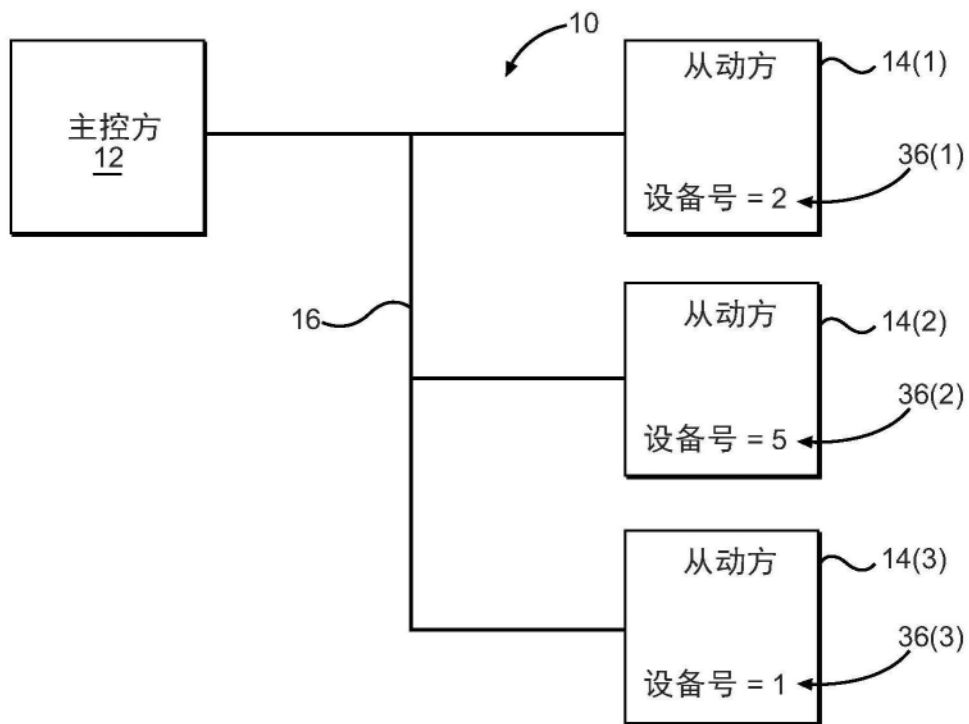 10
主控方
12
从动方
14(1)
36(1)
设备号 = 2
16
从动方
14(2)
36(2)
设备号 = 5
从动方
14(3)
36(3)
设备号 = 1